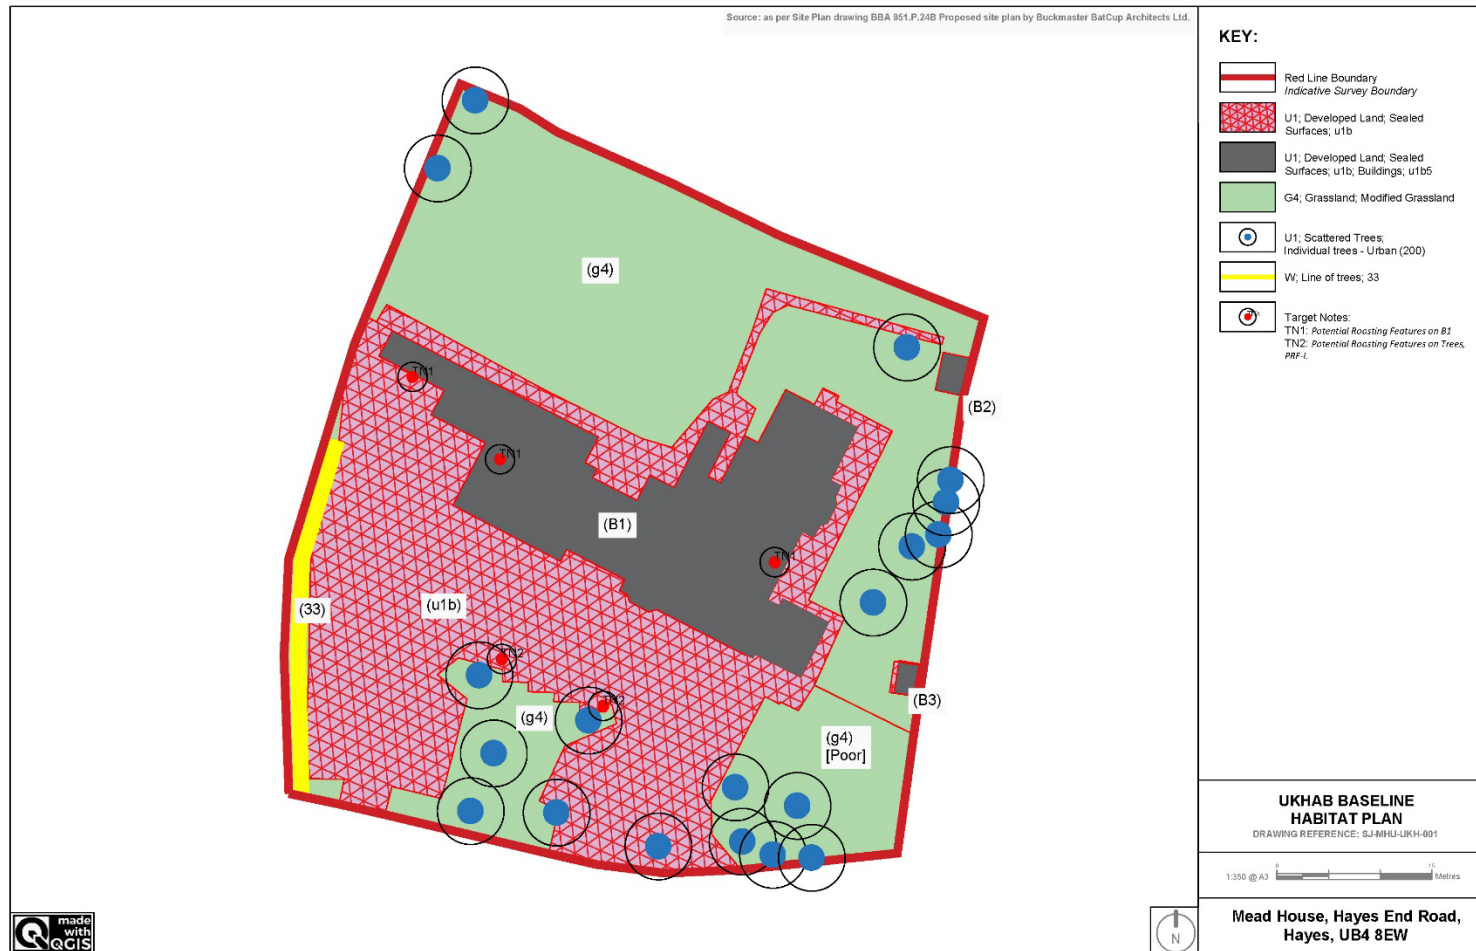 Source: as per Site Plan drawing BBA 951.P.24B Proposed site plan by Buckmaster BatCup Architects Ltd.
KEY:
Red Line Boundary
Indicative Survey Boundary
U1; Developed Land; Sealed
Surfaces; u1b
U1; Developed Land; Sealed
Surfaces; u1b; Buildings; u1b5
G4; Grassland; Modified Grassland
U1; Scattered Trees;
Individual trees - Urban (200)
W; Line of trees; 33
Target Notes:
TN1: Potential Roosting Features on B1
TN2: Potential Roosting Features on Trees,
PRF-I.
(g4)
TN1
(B2)
TN1
(B1)
TN1
(33)
(u1b)
TN2
(B3)
TN2
(g4)
(g4)
[Poor]
UKHAB BASELINE
HABITAT PLAN
DRAWING REFERENCE: SJ-MHU-UKH-001
1:350 @ A3
0
15
Metres
Mead House, Hayes End Road,
Hayes, UB4 8EW
N
made
with
QGIS